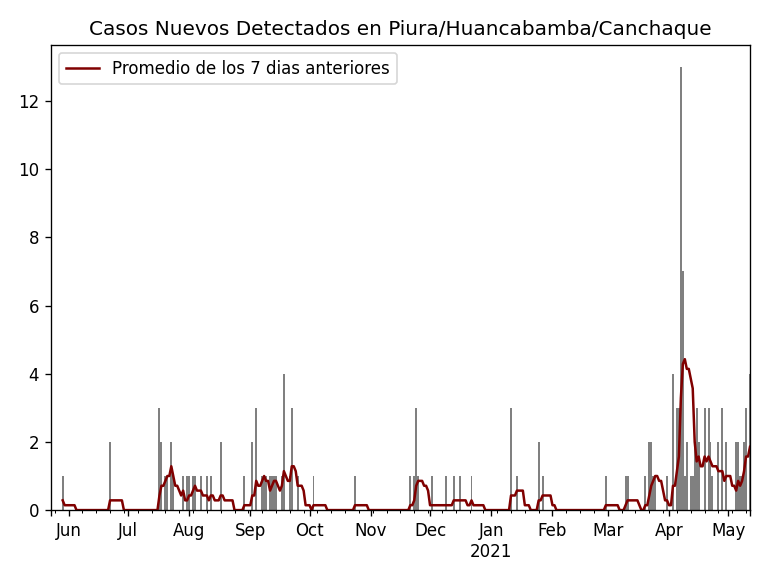 Casos Nuevos Detectados en Piura/Huancabamba/Canchaque
Promedio de los 7 dias anteriores
12
10
8
6
4
2
0
Jun Jul Aug Sep Oct Nov Dec Jan Feb Mar Apr May
2021